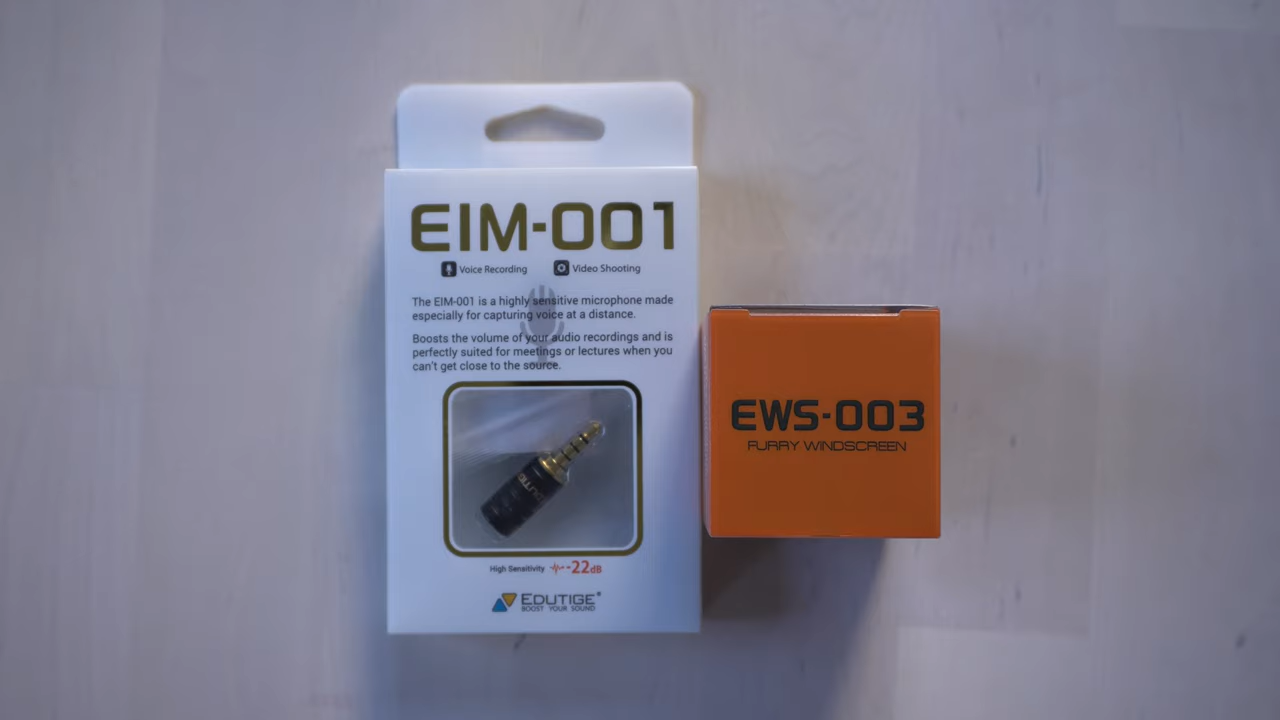 EIM-001
Voice Recording Video Shooting
The EIM-001 is a highly sensitive microphone made
especially for capturing voice at a distance.
Boosts the volume of your audio recordings and is
perfectly suited for meetings or lectures when you
can't get close to the source.
High Sensitivity -22dB
EDUTIGE®
BOOST YOUR SOUND
EWS-003
FURRY WINDSCREEN